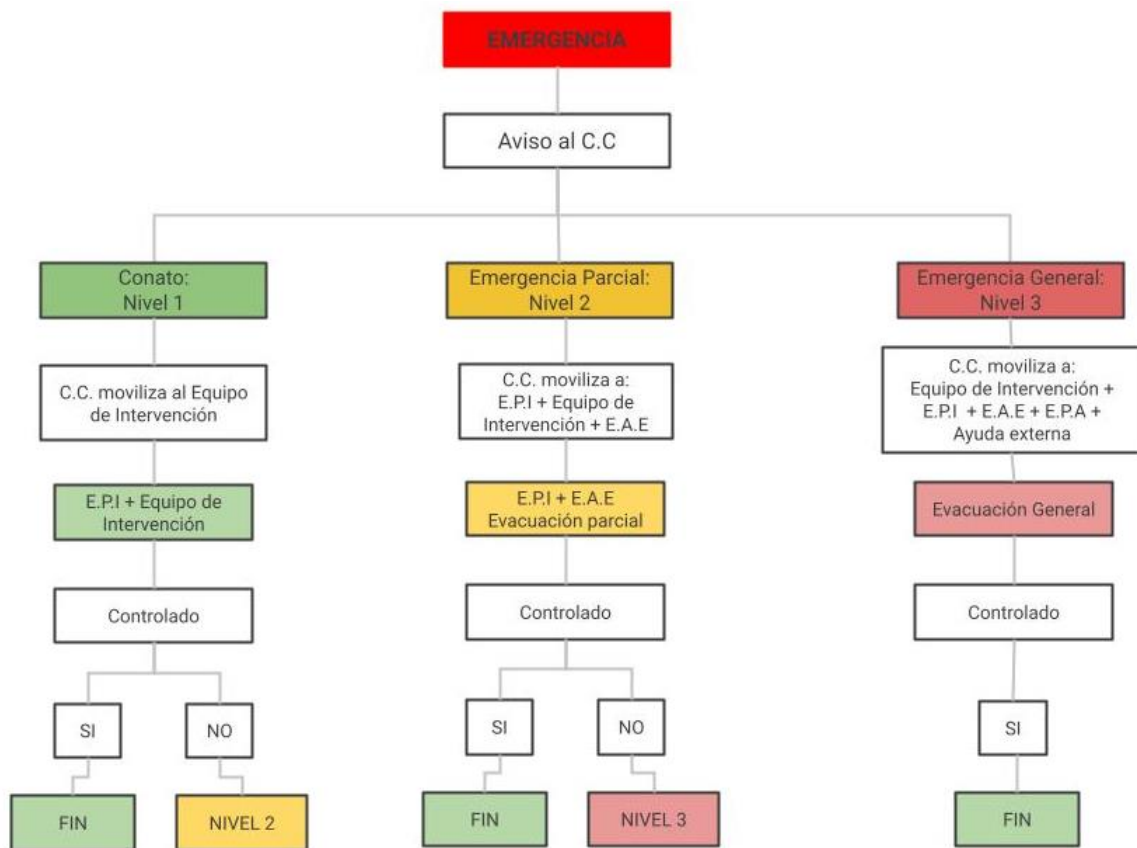 EMERGENCIA
Aviso al C.C
Conato:
Nivel 1
C.C. moviliza al Equipo
de Intervención
E.P.I + Equipo de
Intervención
Controlado
SI
NO
FIN
NIVEL 2
Emergencia Parcial:
Nivel 2
C.C. moviliza a:
E.P.I + Equipo de
Intervención + E.A.E
E.P.I + E.A.E
Evacuación parcial
Controlado
SI
NO
FIN
NIVEL 3
Emergencia General:
Nivel 3
C.C. moviliza a:
Equipo de Intervención +
E.P.I + E.A.E + E.P.A +
Ayuda externa
Evacuación General
Controlado
SI
FIN